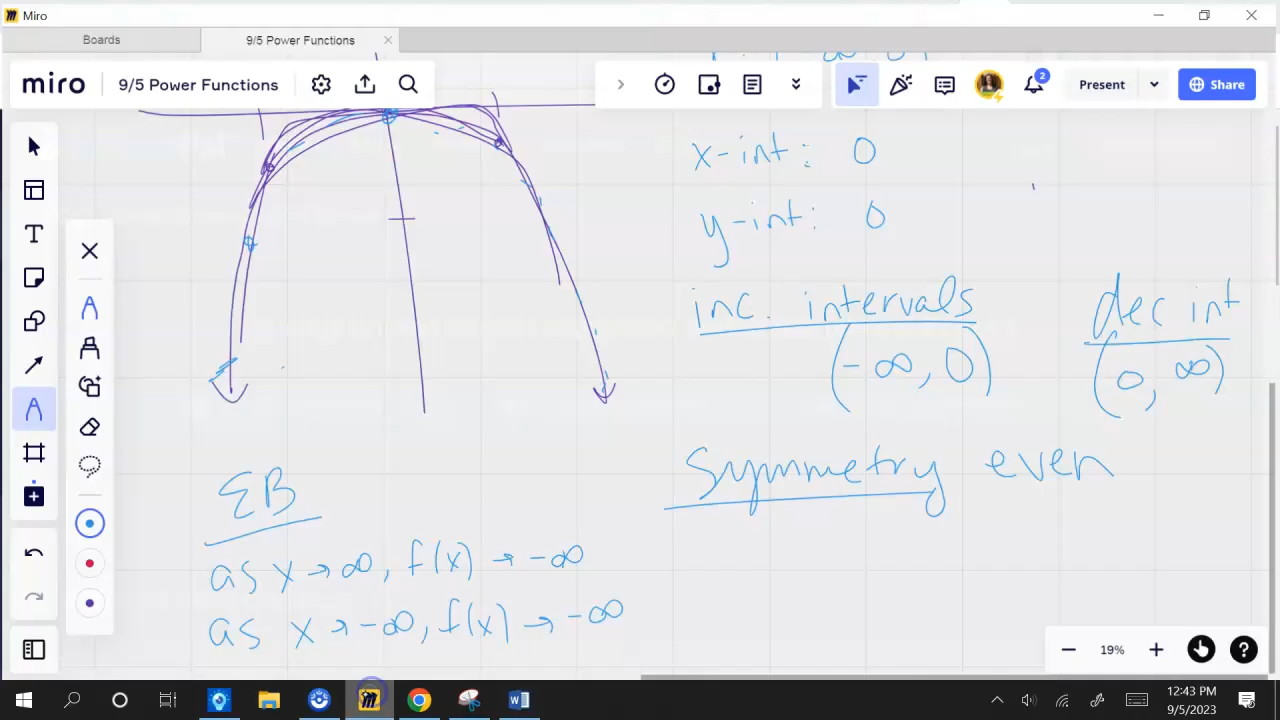 Miro
Boards
9/5 Power Functions
miro
9/5 Power Functions
2
Present
Share
x-int: 0
y-int: 0
inc. intervals
dec int
(-∞, 0)
(0, ∞)
Symmetry even
EB
as x→∞, f(x) → -∞
as x → -∞, f(x) → -∞
19%
12:43 PM
9/5/2023